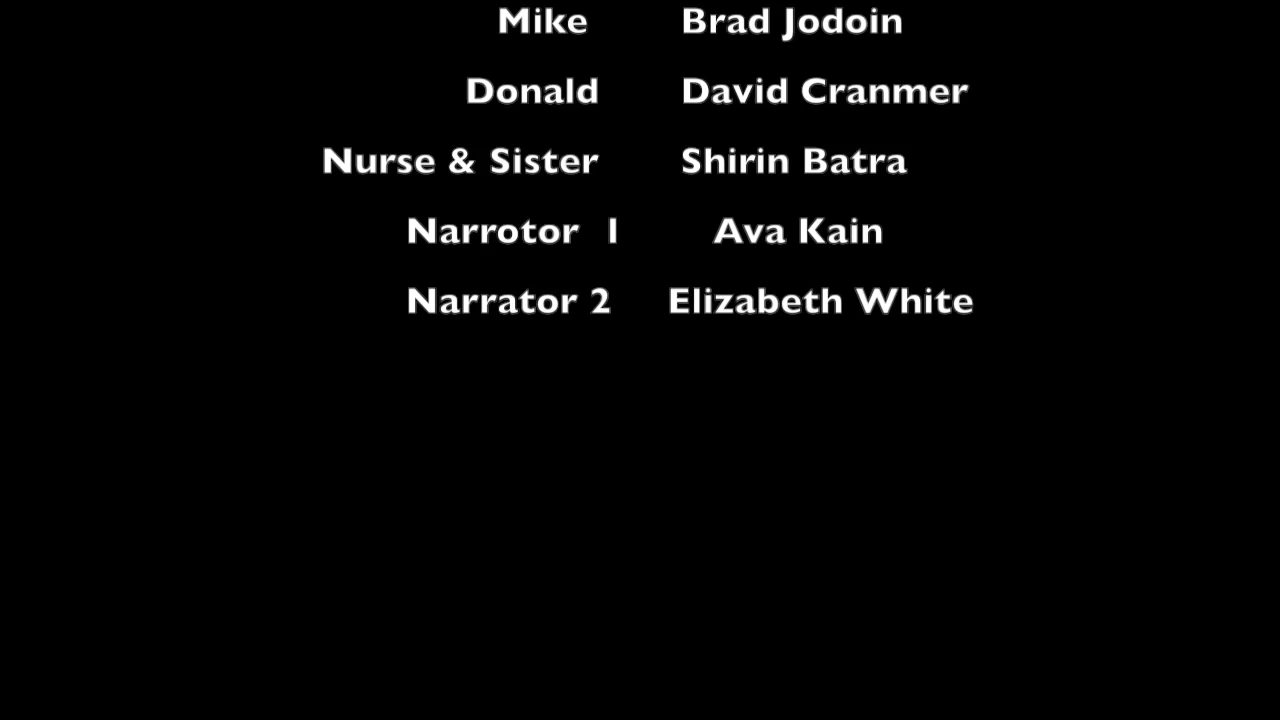 Mike Brad Jodoin
Donald David Cranmer
Nurse & Sister Shirin Batra
Narrotor 1 Ava Kain
Narrator 2 Elizabeth White